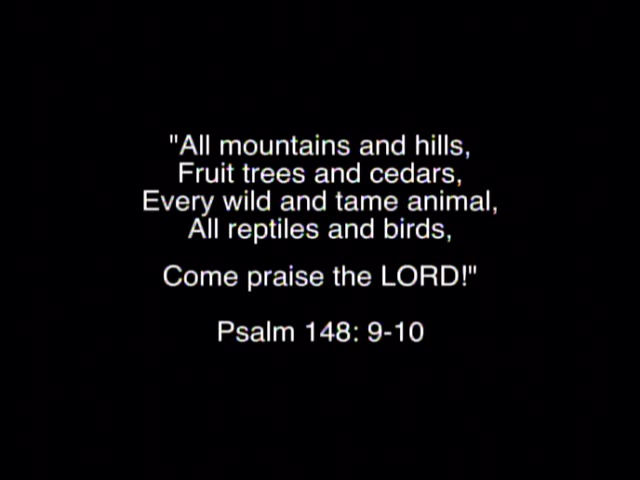 "All mountains and hills,
Fruit trees and cedars,
Every wild and tame animal,
All reptiles and birds,
Come praise the LORD!"
Psalm 148: 9-10